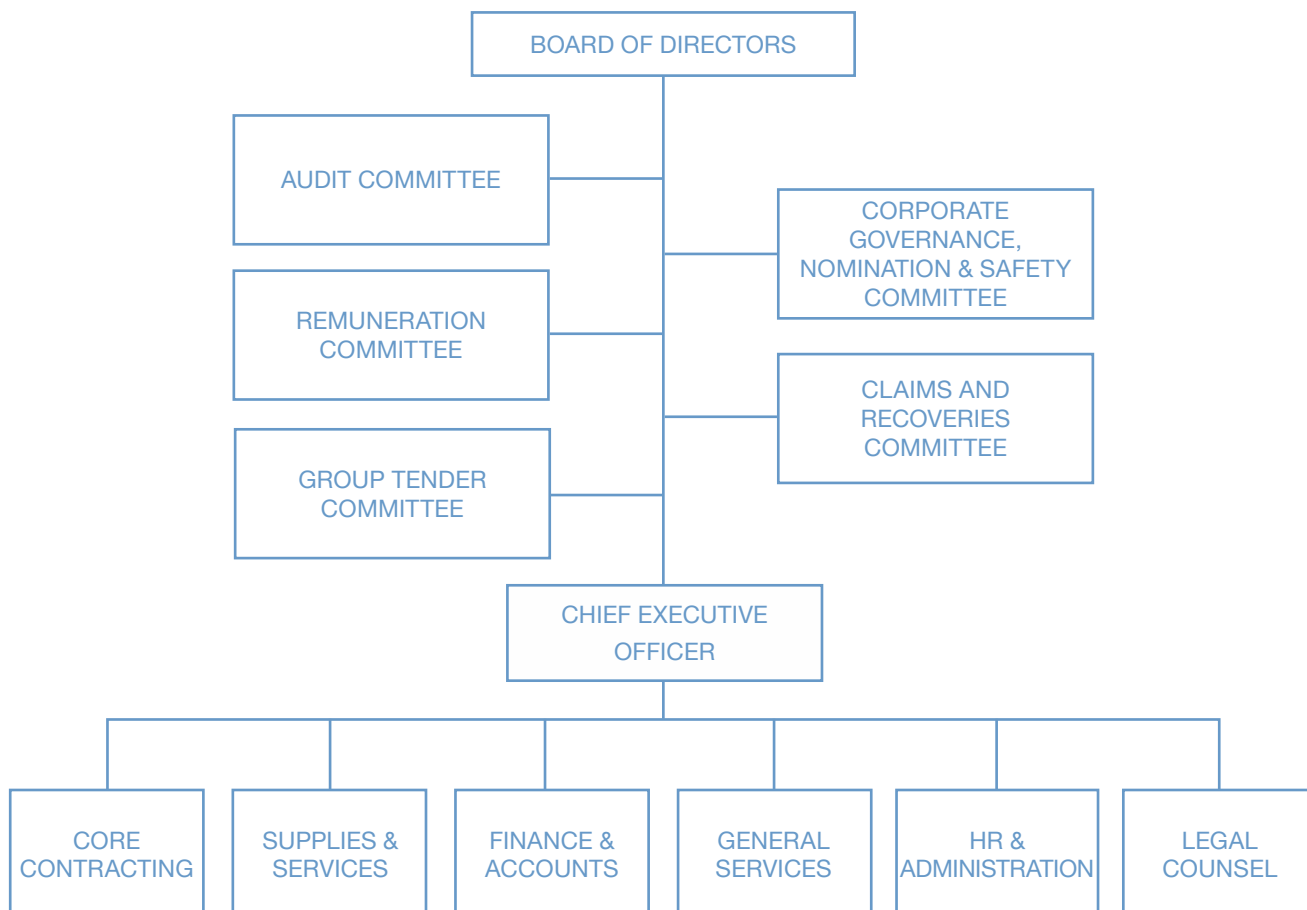 BOARD OF DIRECTORS
AUDIT COMMITTEE
CORPORATE
GOVERNANCE,
NOMINATION & SAFETY
COMMITTEE
REMUNERATION
COMMITTEE
CLAIMS AND
RECOVERIES
COMMITTEE
GROUP TENDER
COMMITTEE
CHIEF EXECUTIVE
OFFICER
CORE
CONTRACTING
SUPPLIES &
SERVICES
FINANCE &
ACCOUNTS
GENERAL
SERVICES
HR &
ADMINISTRATION
LEGAL
COUNSEL